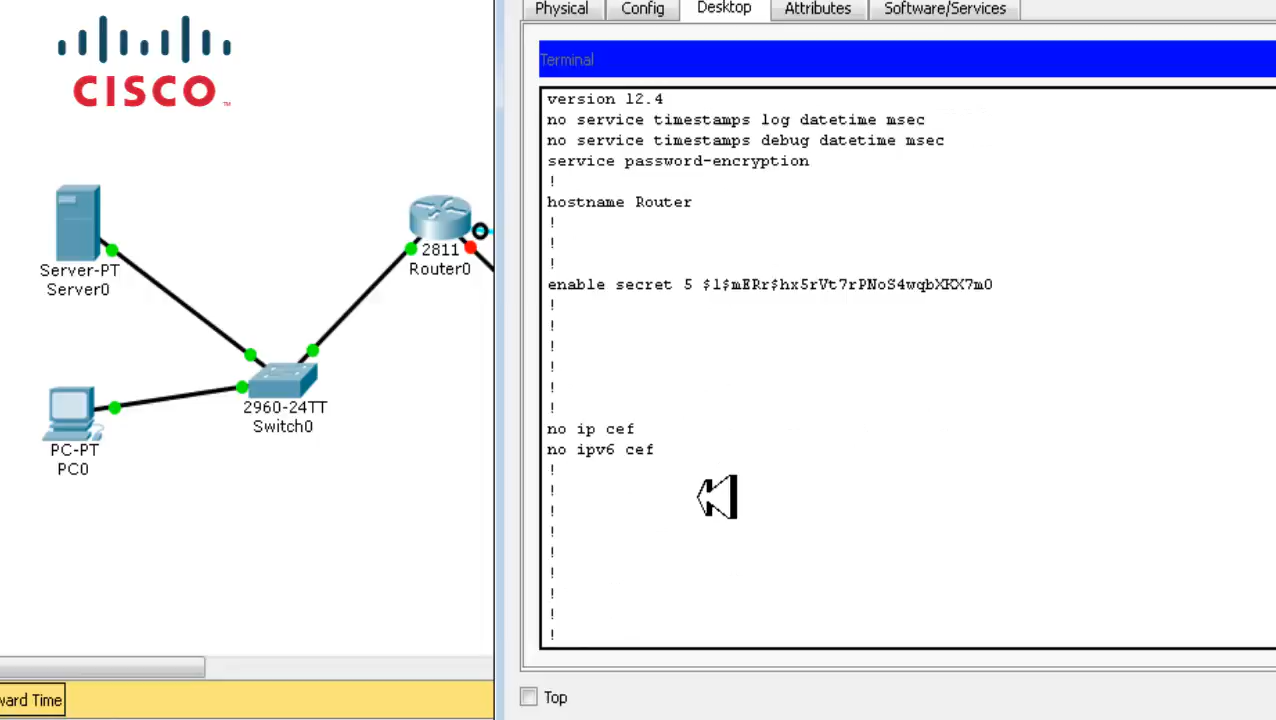 CISCO
TM
Physical Config Desktop Attributes Software/Services
Terminal
version 12.4
no service timestamps log datetime msec
no service timestamps debug datetime msec
service password-encryption
!
hostname Router
!
!
!
enable secret 5 $1$mERr$hx5rVt7rPNoS4wqbXKX7m0
!
!
!
!
!
!
no ip cef
no ipv6 cef
!
!
!
!
!
!
!
!
!
Server-PT
Server0
2811
Router0
2960-24TT
Switch0
PC-PT
PC0
ward Time
Top